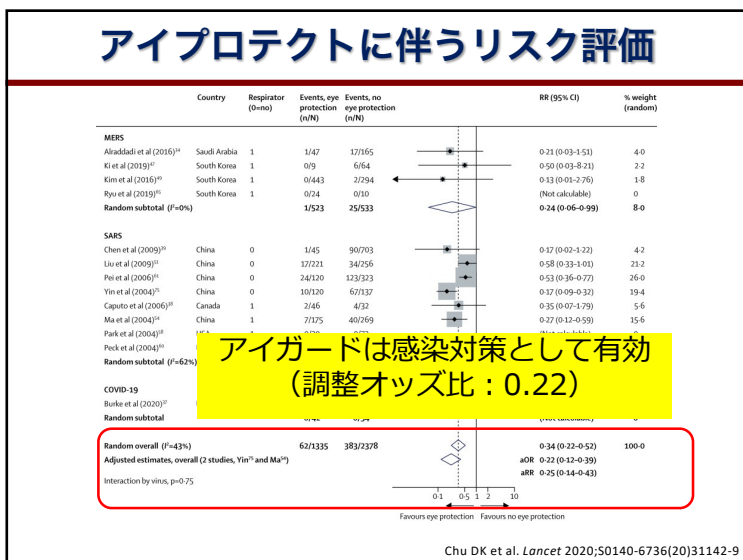 アイプロテクトに伴うリスク評価
Country Respirator (0=no) Events, eye protection (n/N) Events, no eye protection (n/N) RR (95% CI) % weight (random)
MERS
Alraddadi et al (2016)³⁴ Saudi Arabia 1 1/47 17/165 0·21 (0·03–1·51) 4·0
Ki et al (2019)⁴⁷ South Korea 1 0/9 6/64 0·50 (0·03–8·21) 2·2
Kim et al (2016)⁴⁹ South Korea 1 0/443 2/294 0·13 (0·01–2·76) 1·8
Ryu et al (2019)⁶⁵ South Korea 1 0/24 0/10 (Not calculable) 0
Random subtotal (I²=0%) 1/523 25/533 0·24 (0·06–0·99) 8·0
SARS
Chen et al (2009)³⁹ China 0 1/45 90/703 0·17 (0·02–1·22) 4·2
Liu et al (2009)⁵¹ China 0 17/221 34/256 0·58 (0·33–1·01) 21·2
Pei et al (2006)⁶¹ China 0 24/120 123/323 0·53 (0·36–0·77) 26·0
Yin et al (2004)⁷⁵ China 0 10/120 67/137 0·17 (0·09–0·32) 19·4
Caputo et al (2006)³⁸ Canada 1 2/46 4/32 0·35 (0·07–1·79) 5·6
Ma et al (2004)⁵⁴ China 1 7/175 40/269 0·27 (0·12–0·59) 15·6
Park et al (2004)⁵⁸
Peck et al (2004)⁶⁰
Random subtotal (I²=62%)
アイガードは感染対策として有効
（調整オッズ比：0.22）
COVID-19
Burke et al (2020)³⁷
Random subtotal
Random overall (I²=43%) 62/1335 383/2378 0·34 (0·22–0·52) 100·0
Adjusted estimates, overall (2 studies, Yin⁷⁵ and Ma⁵⁴) aOR 0·22 (0·12–0·39)
aRR 0·25 (0·14–0·43)
Interaction by virus, p=0·75
0·1 0·5 1 2 10
Favours eye protection Favours no eye protection
Chu DK et al. Lancet 2020;S0140-6736(20)31142-9